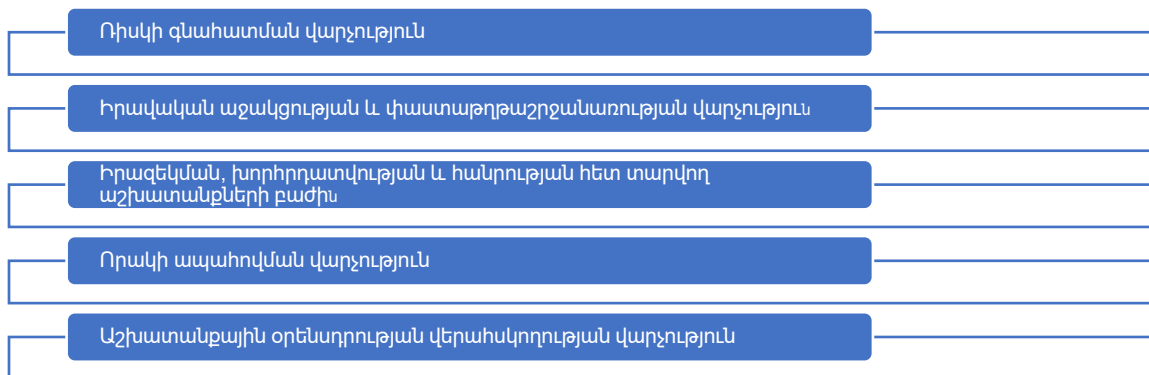 Ռիսկի գնահատման վարչություն
Իրավական աջակցության և փաստաթղթաշրջանառության վարչություն
Իրազեկման, խորհրդատվության և հանրության հետ տարվող
աշխատանքների բաժին
Որակի ապահովման վարչություն
Աշխատանքային օրենսդրության վերահսկողության վարչություն